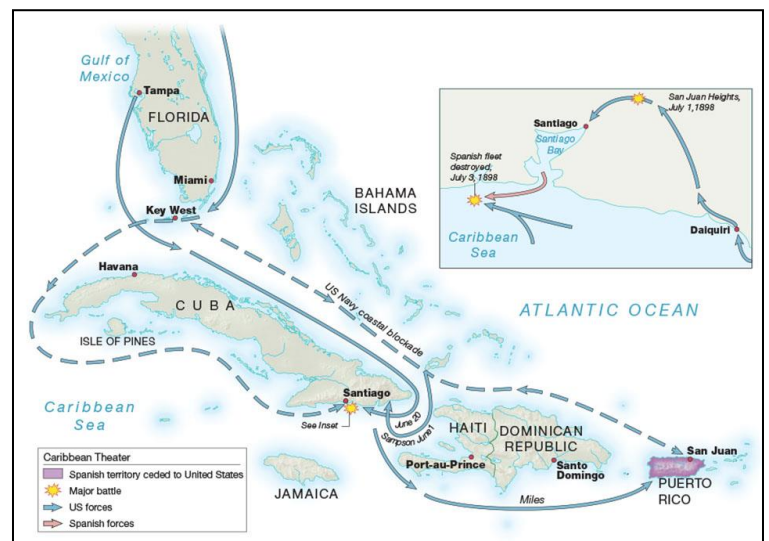 Gulf of
Mexico
Tampa
FLORIDA
Miami
Key West
BAHAMA
ISLANDS
Havana
CUBA
ISLE OF PINES
US Navy coastal blockade
ATLANTIC OCEAN
Caribbean
Sea
Santiago
See Inset
June 20
Sampson June 1
HAITI
DOMINICAN
REPUBLIC
Port-au-Prince
Santo
Domingo
San Juan
PUERTO
RICO
JAMAICA
Miles
San Juan Heights,
July 1,1898
Santiago
Santiago
Bay
Spanish fleet
destroyed,
July 3, 1898
Daiquiri
Caribbean
Sea
Caribbean Theater
Spanish territory ceded to United States
Major battle
US forces
Spanish forces